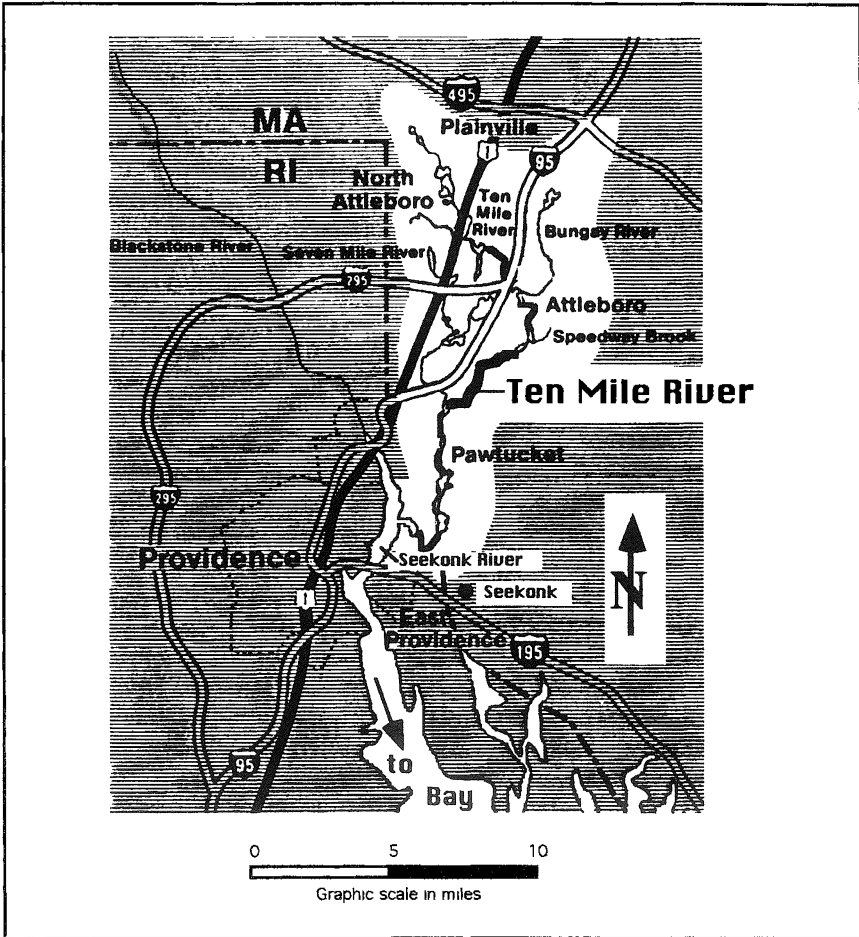 495
MA
Plainville
1
95
RI
North
Attleboro
Ten
Mile
River
Bungay River
Blackstone River
Seven Mile River
295
Attleboro
Speedway Brook
Ten Mile River
Pawtucket
295
Providence
Seekonk River
N
1
Seekonk
East
Providence
195
95
to
Bay
0 5 10
Graphic scale in miles